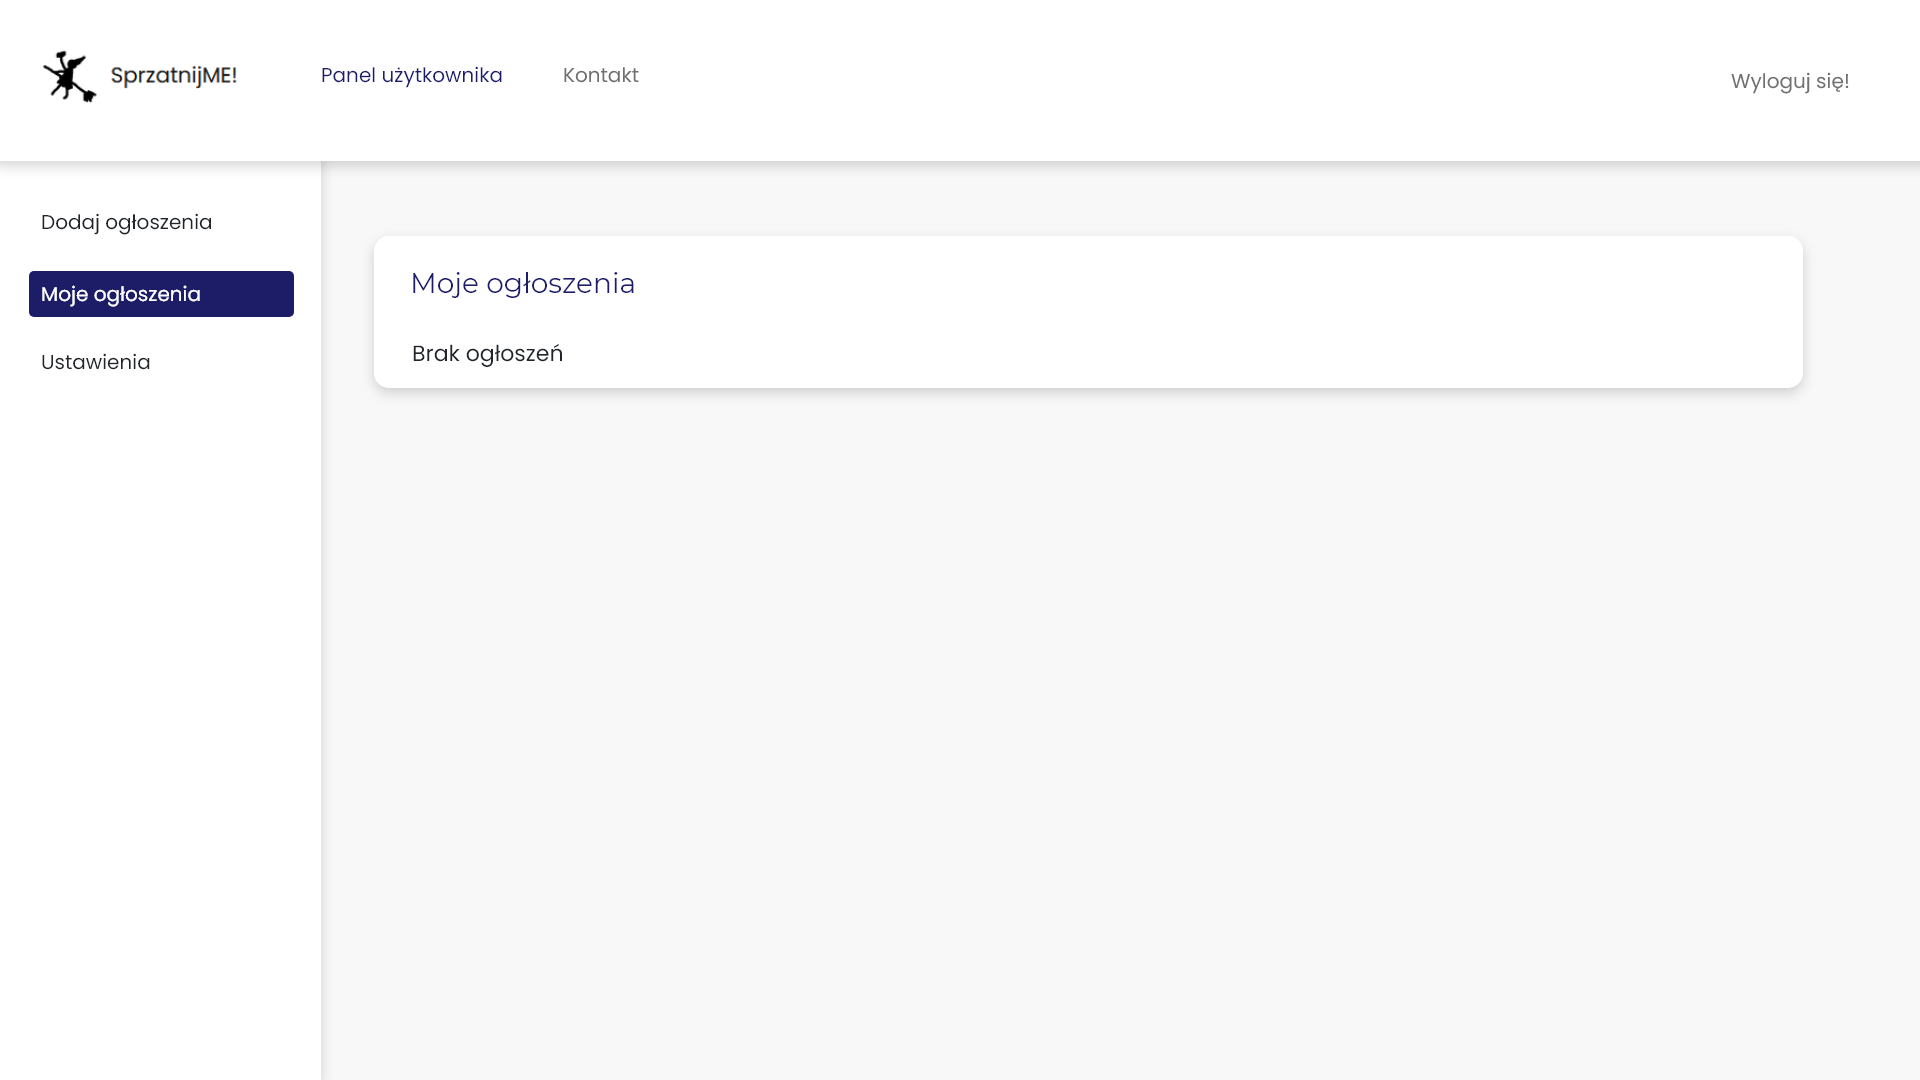 SprzatnijME!
Panel użytkownika
Kontakt
Wyloguj się!
Dodaj ogłoszenia
Moje ogłoszenia
Ustawienia
Moje ogłoszenia
Brak ogłoszeń